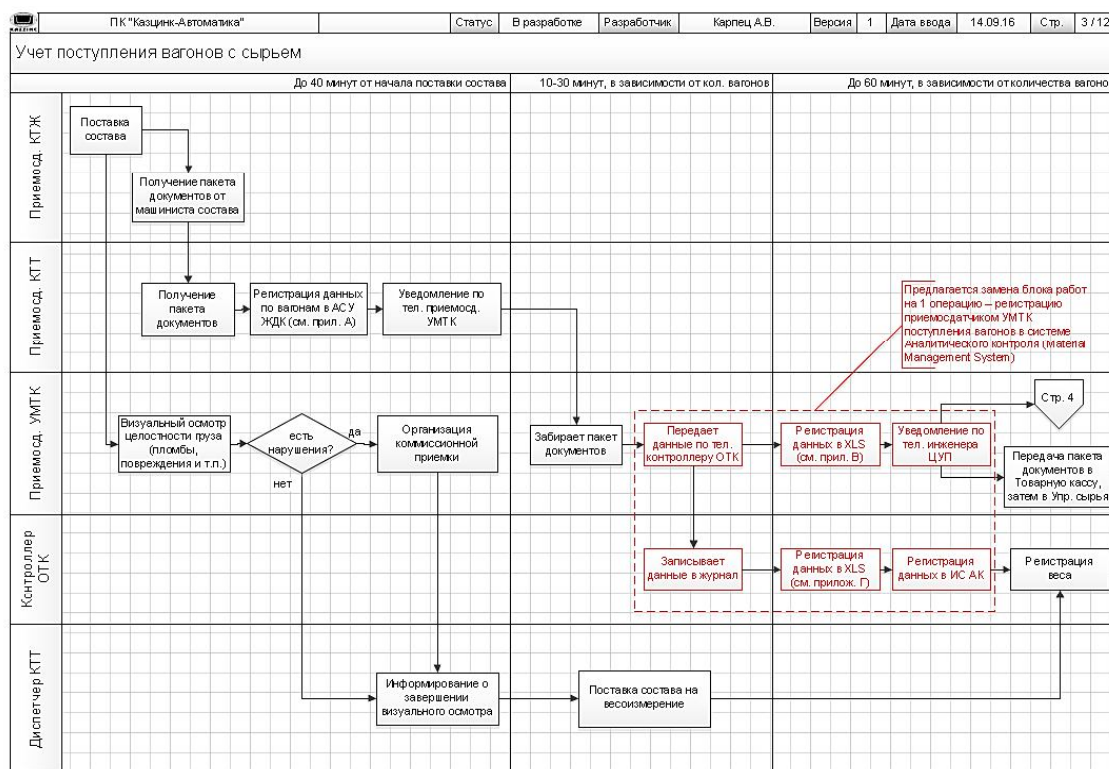 KAZZINC
ПК "Казцинк-Автоматика"
Статус
В разработке
Разработчик
Карпец А.В.
Версия
1
Дата ввода
14.09.16
Стр.
3 / 12
Учет поступления вагонов с сырьем
До 40 минут от начала поставки состава
10-30 минут, в зависимости от кол. вагонов
До 60 минут, в зависимости от количества вагоно
Приемосд. КТЖ
Поставка
состава
Получение пакета
документов от
машиниста состава
Приемосд. КТТ
Получение
пакета
документов
Регистрация данных
по вагонам в АСУ
ЖДК (см. прил. А)
Уведомление по
тел. приемосд.
УМТК
Предлагается замена блока работ
на 1 операцию – регистрацию
приемосдатчиком УМТК
поступления вагонов в системе
Аналитического контроля (Material
Management System)
Приемосд. УМТК
Визуальный осмотр
целостности груза
(пломбы,
повреждения и т.п.)
есть
нарушения?
да
нет
Организация
коммиссионной
приемки
Забирает пакет
документов
Передает
данные по тел.
контроллеру ОТК
Регистрация
данных в XLS
(см. прил. В)
Уведомление по
тел. инженера
ЦУП
Стр. 4
Передача пакета
документов в
Товарную кассу,
затем в Упр. сырья
Контроллер
ОТК
Записывает
данные в журнал
Регистрация
данных в XLS
(см. прилож. Г)
Регистрация
данных в ИС АК
Регистрация
веса
Диспетчер КТТ
Информирование о
завершении
визуального осмотра
Поставка состава на
весоизмерение